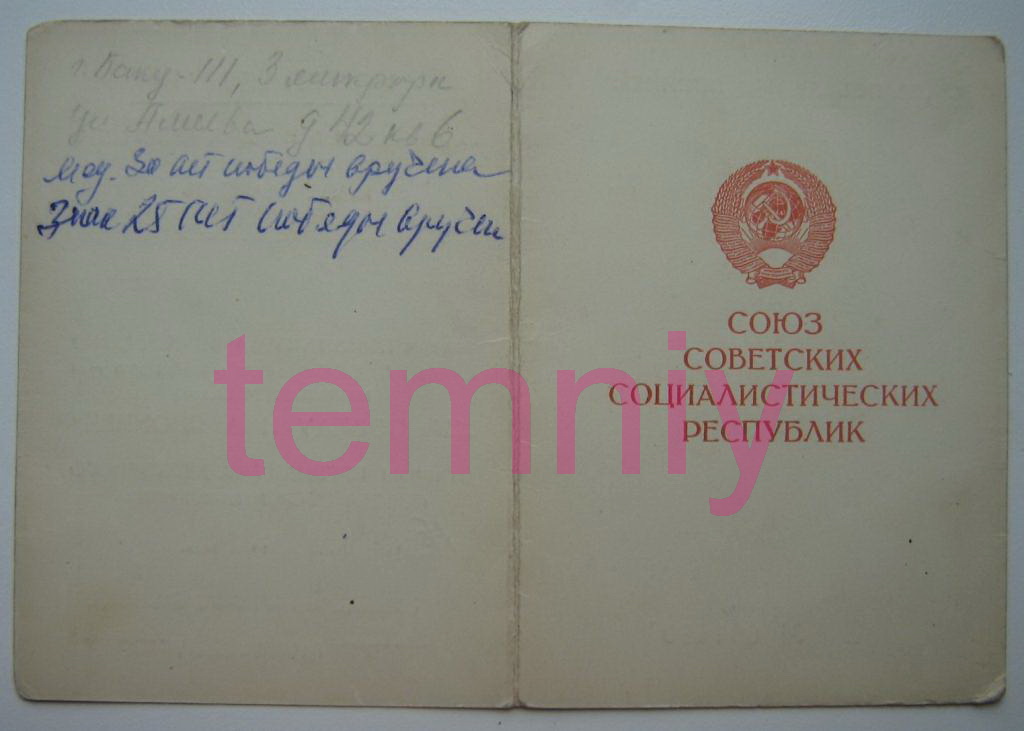 г. Баку-111, 3 микрорн
ул Алиева д 42 кв 6
мед. 30 лет победы вручена
Знак 25 лет победы вручен
СОЮЗ
СОВЕТСКИХ
СОЦИАЛИСТИЧЕСКИХ
РЕСПУБЛИК
temniy